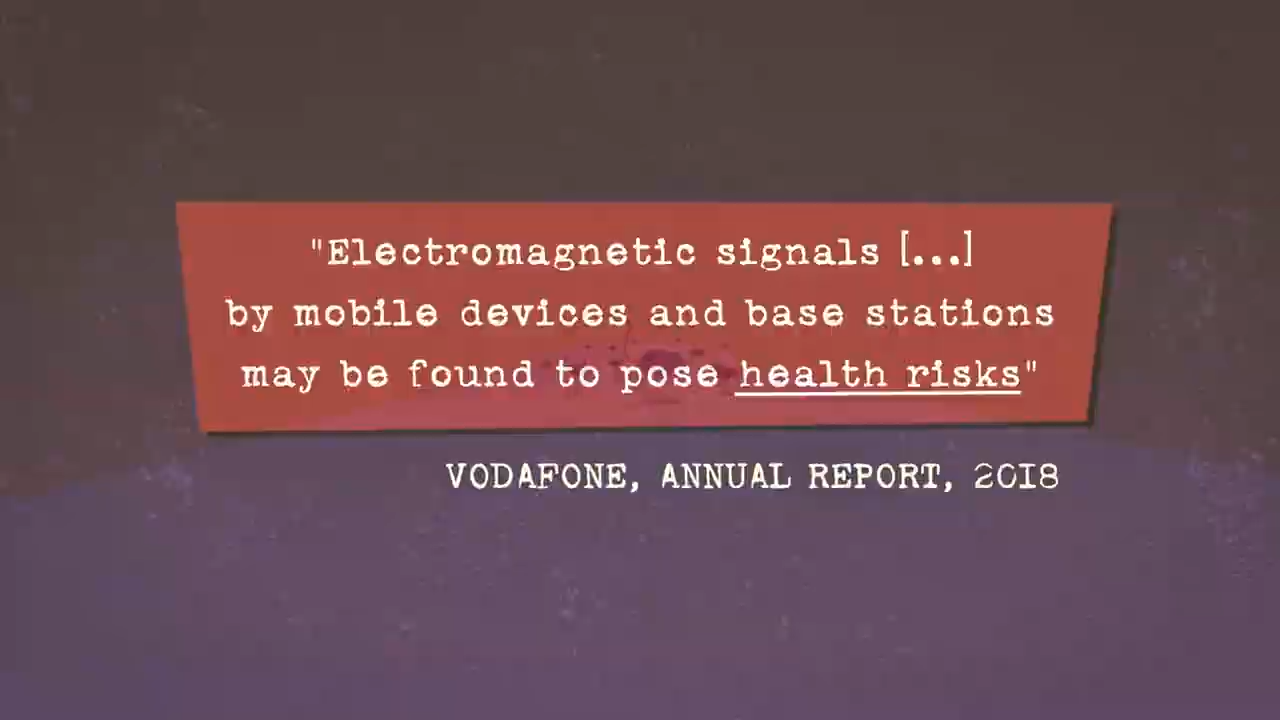 "Electromagnetic signals [...]
by mobile devices and base stations
may be found to pose health risks"
VODAFONE, ANNUAL REPORT, 2018